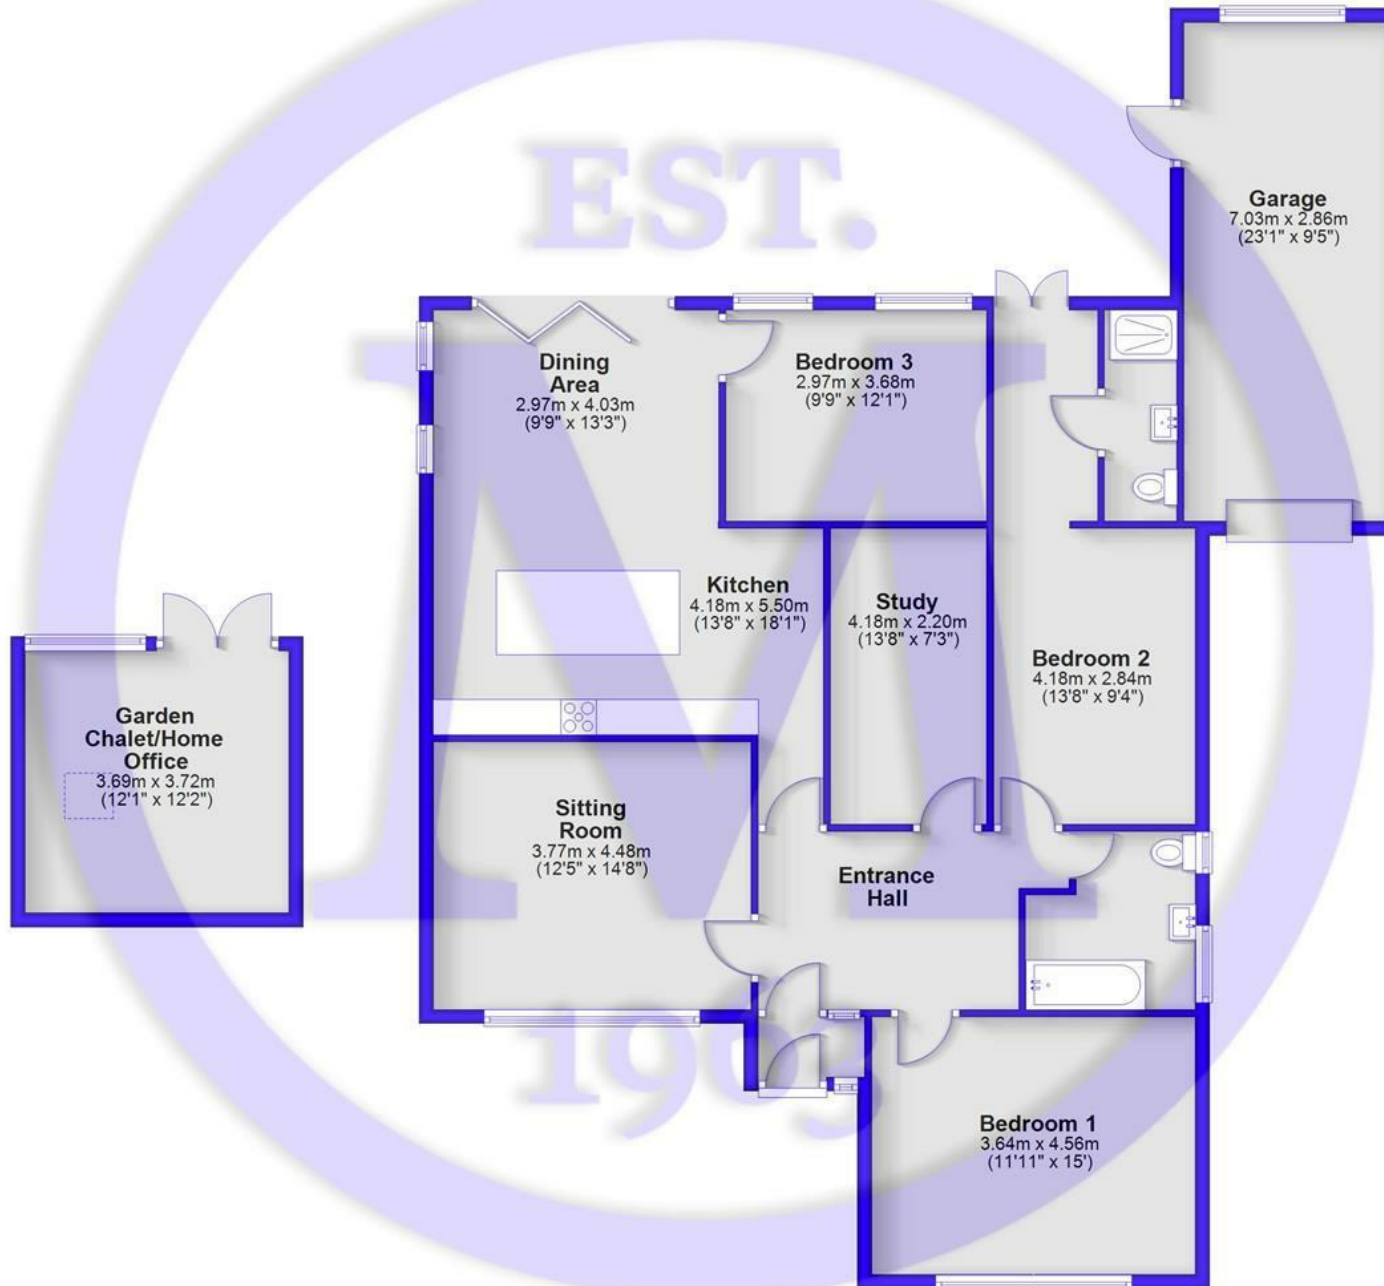 EST.
Garage
7.03m x 2.86m
(23'1" x 9'5")
Dining
Area
2.97m x 4.03m
(9'9" x 13'3")
Bedroom 3
2.97m x 3.68m
(9'9" x 12'1")
Kitchen
4.18m x 5.50m
(13'8" x 18'1")
Study
4.18m x 2.20m
(13'8" x 7'3")
Bedroom 2
4.18m x 2.84m
(13'8" x 9'4")
Garden
Chalet/Home
Office
3.69m x 3.72m
(12'1" x 12'2")
Sitting
Room
3.77m x 4.48m
(12'5" x 14'8")
Entrance
Hall
M
1963
Bedroom 1
3.64m x 4.56m
(11'11" x 15')